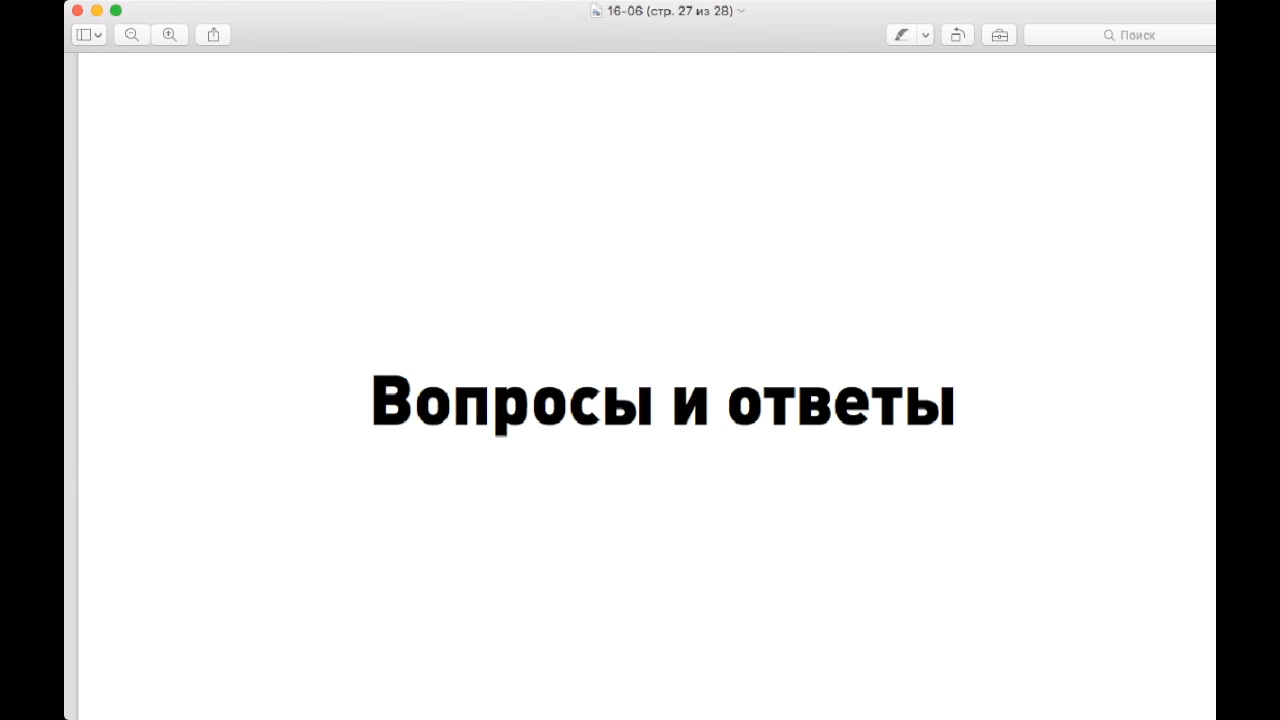 16-06 (стр. 27 из 28)
Поиск
Вопросы и ответы